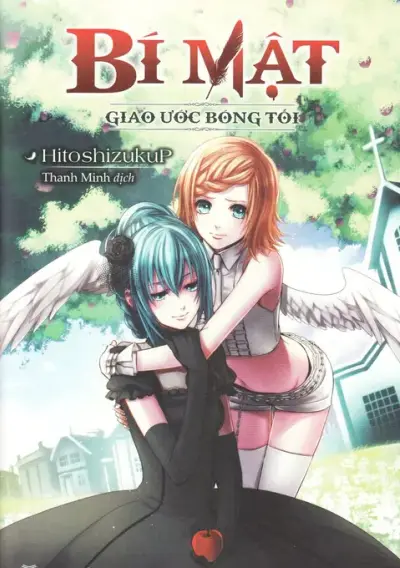 BÍ MẬT
GIAO ƯỚC BÓNG TỐI
HitoshizukuP
Thanh Minh dịch